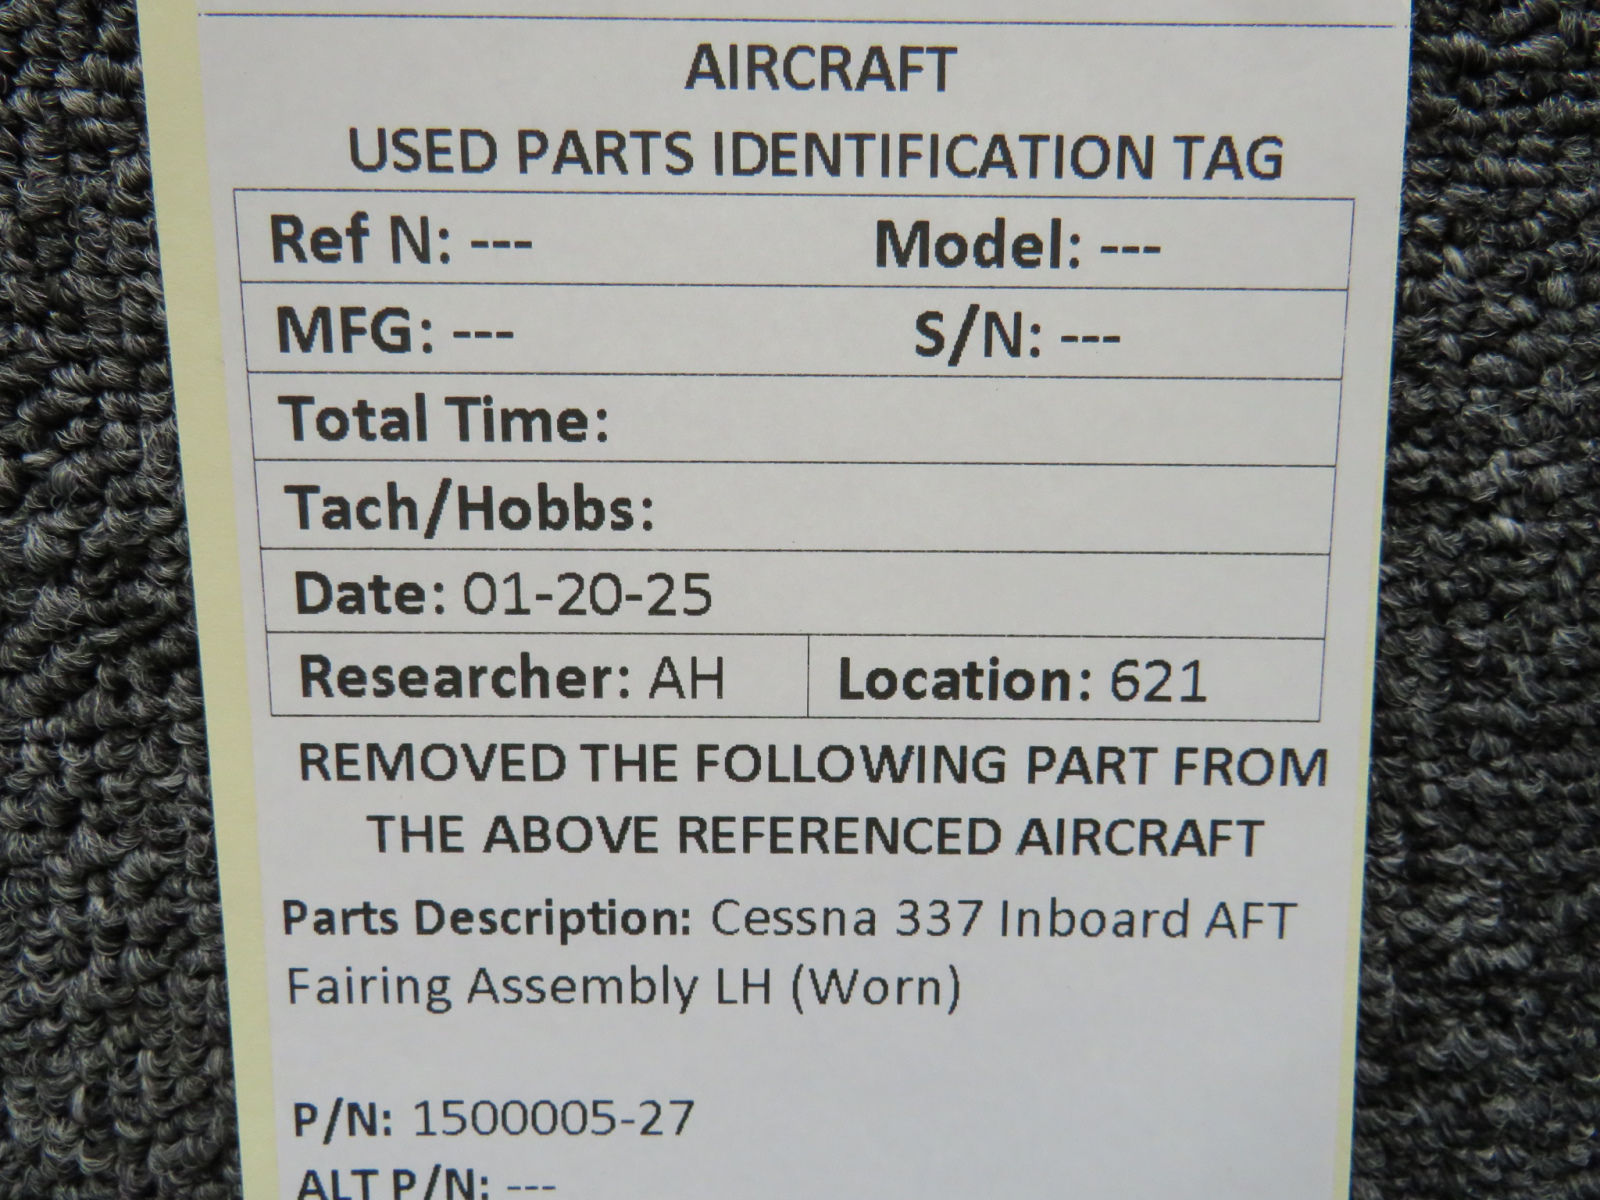 AIRCRAFT
USED PARTS IDENTIFICATION TAG
Ref N: --- Model: ---
MFG: --- S/N: ---
Total Time:
Tach/Hobbs:
Date: 01-20-25
Researcher: AH Location: 621
REMOVED THE FOLLOWING PART FROM
THE ABOVE REFERENCED AIRCRAFT
Parts Description: Cessna 337 Inboard AFT
Fairing Assembly LH (Worn)
P/N: 1500005-27
ALT P/N: ---